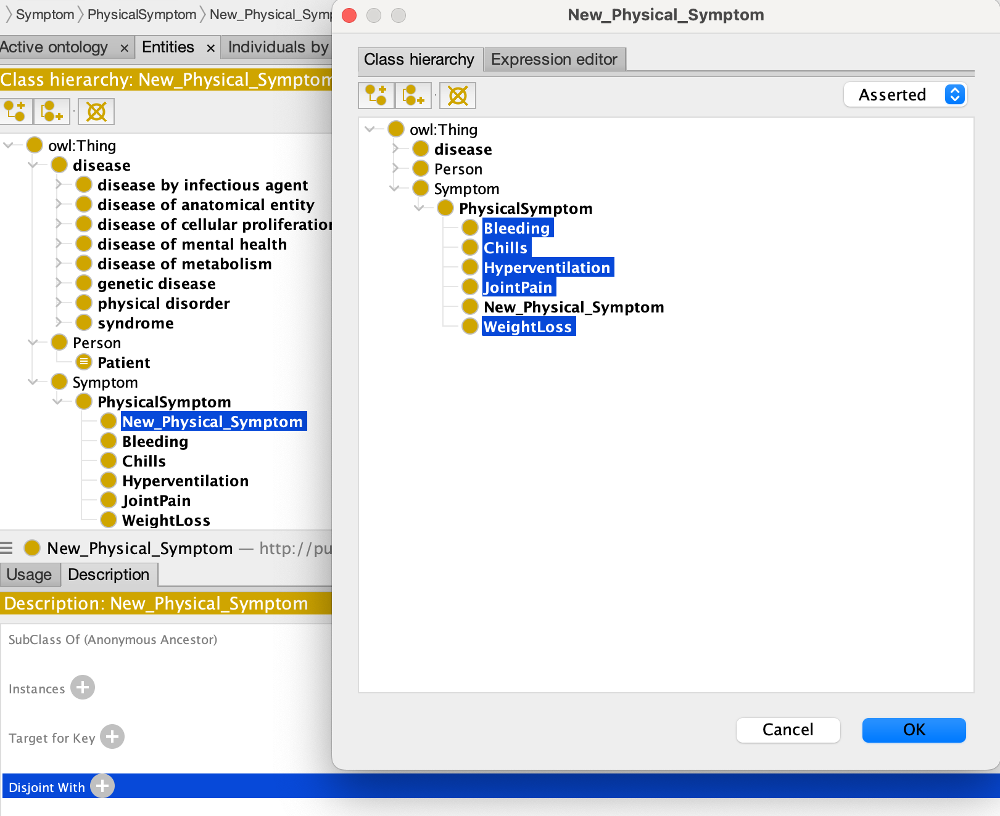 Symptom PhysicalSymptom New_Physical_Symp
Active ontology × Entities × Individuals by
Class hierarchy: New_Physical_Symptom
owl:Thing
disease
disease by infectious agent
disease of anatomical entity
disease of cellular proliferation
disease of mental health
disease of metabolism
genetic disease
physical disorder
syndrome
Person
Patient
Symptom
PhysicalSymptom
New_Physical_Symptom
Bleeding
Chills
Hyperventilation
JointPain
WeightLoss
New_Physical_Symptom — http://pu
Usage Description
Description: New_Physical_Symptom
SubClass Of (Anonymous Ancestor)
Instances
Target for Key
Disjoint With
New_Physical_Symptom
Class hierarchy Expression editor
Asserted
owl:Thing
disease
Person
Symptom
PhysicalSymptom
Bleeding
Chills
Hyperventilation
JointPain
New_Physical_Symptom
WeightLoss
Cancel OK